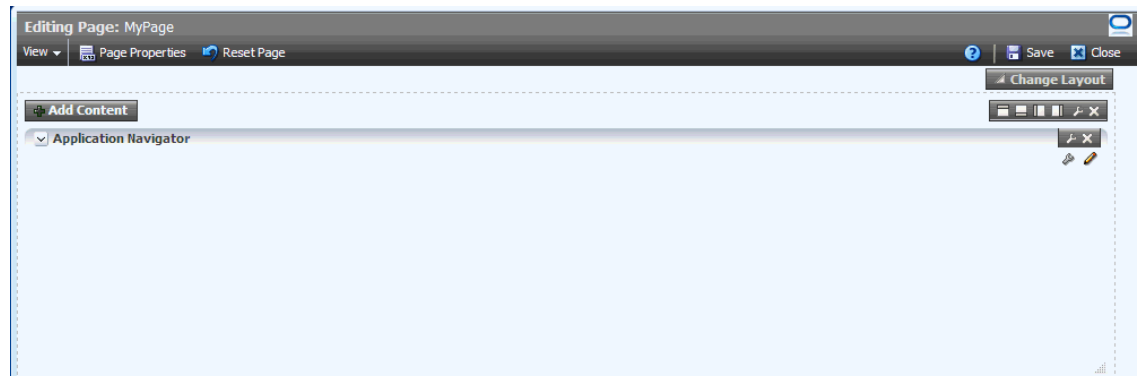 Editing Page: MyPage
View Page Properties Reset Page Save Close
Change Layout
Add Content
Application Navigator